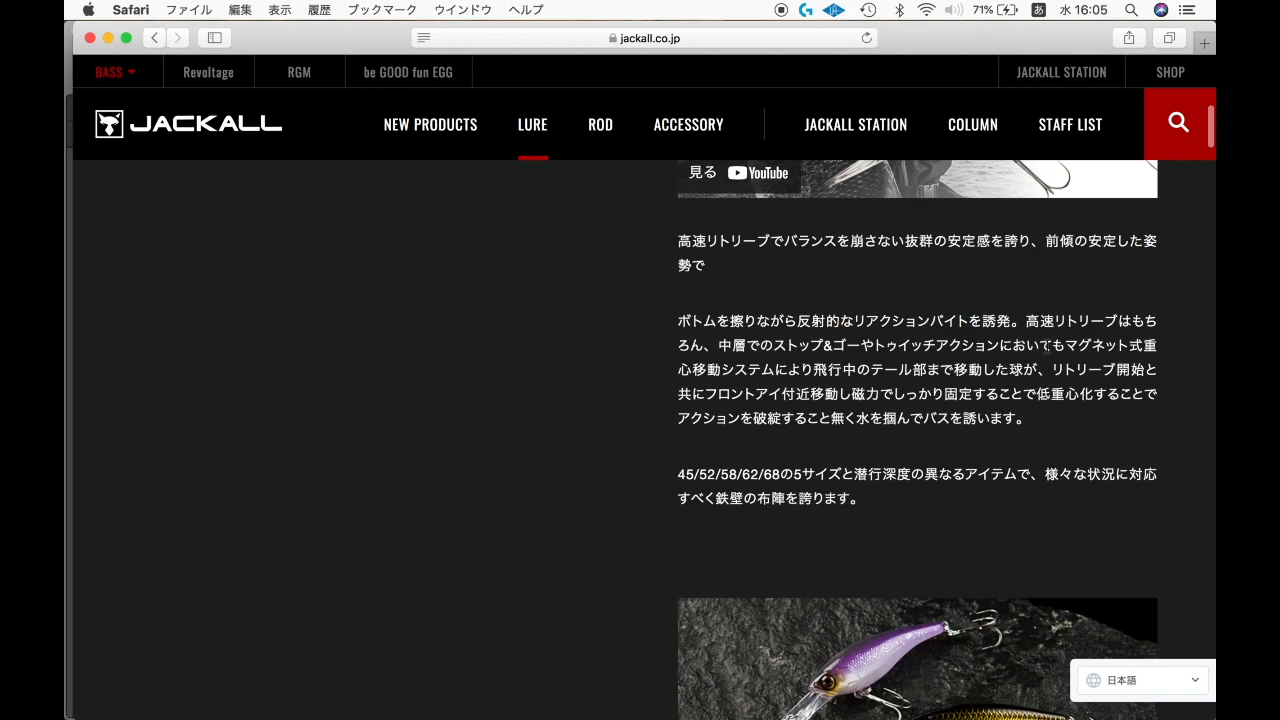 Safari ファイル 編集 表示 履歴 ブックマーク ウインドウ ヘルプ 71% あ 水 16:05
jackall.co.jp
BASS Revoltage RGM be GOOD fun EGG JACKALL STATION SHOP
JACKALL NEW PRODUCTS LURE ROD ACCESSORY JACKALL STATION COLUMN STAFF LIST
見る YouTube
高速リトリーブでバランスを崩さない抜群の安定感を誇り、前傾の安定した姿
勢で
ボトムを擦りながら反射的なリアクションバイトを誘発。高速リトリーブはもち
ろん、中層でのストップ&ゴーやトゥイッチアクションにおいてもマグネット式重
心移動システムにより飛行中のテール部まで移動した球が、リトリーブ開始と
共にフロントアイ付近移動し磁力でしっかり固定することで低重心化することで
アクションを破綻すること無く水を掴んでバスを誘います。
45/52/58/62/68の5サイズと潜行深度の異なるアイテムで、様々な状況に対応
すべく鉄壁の布陣を誇ります。
日本語